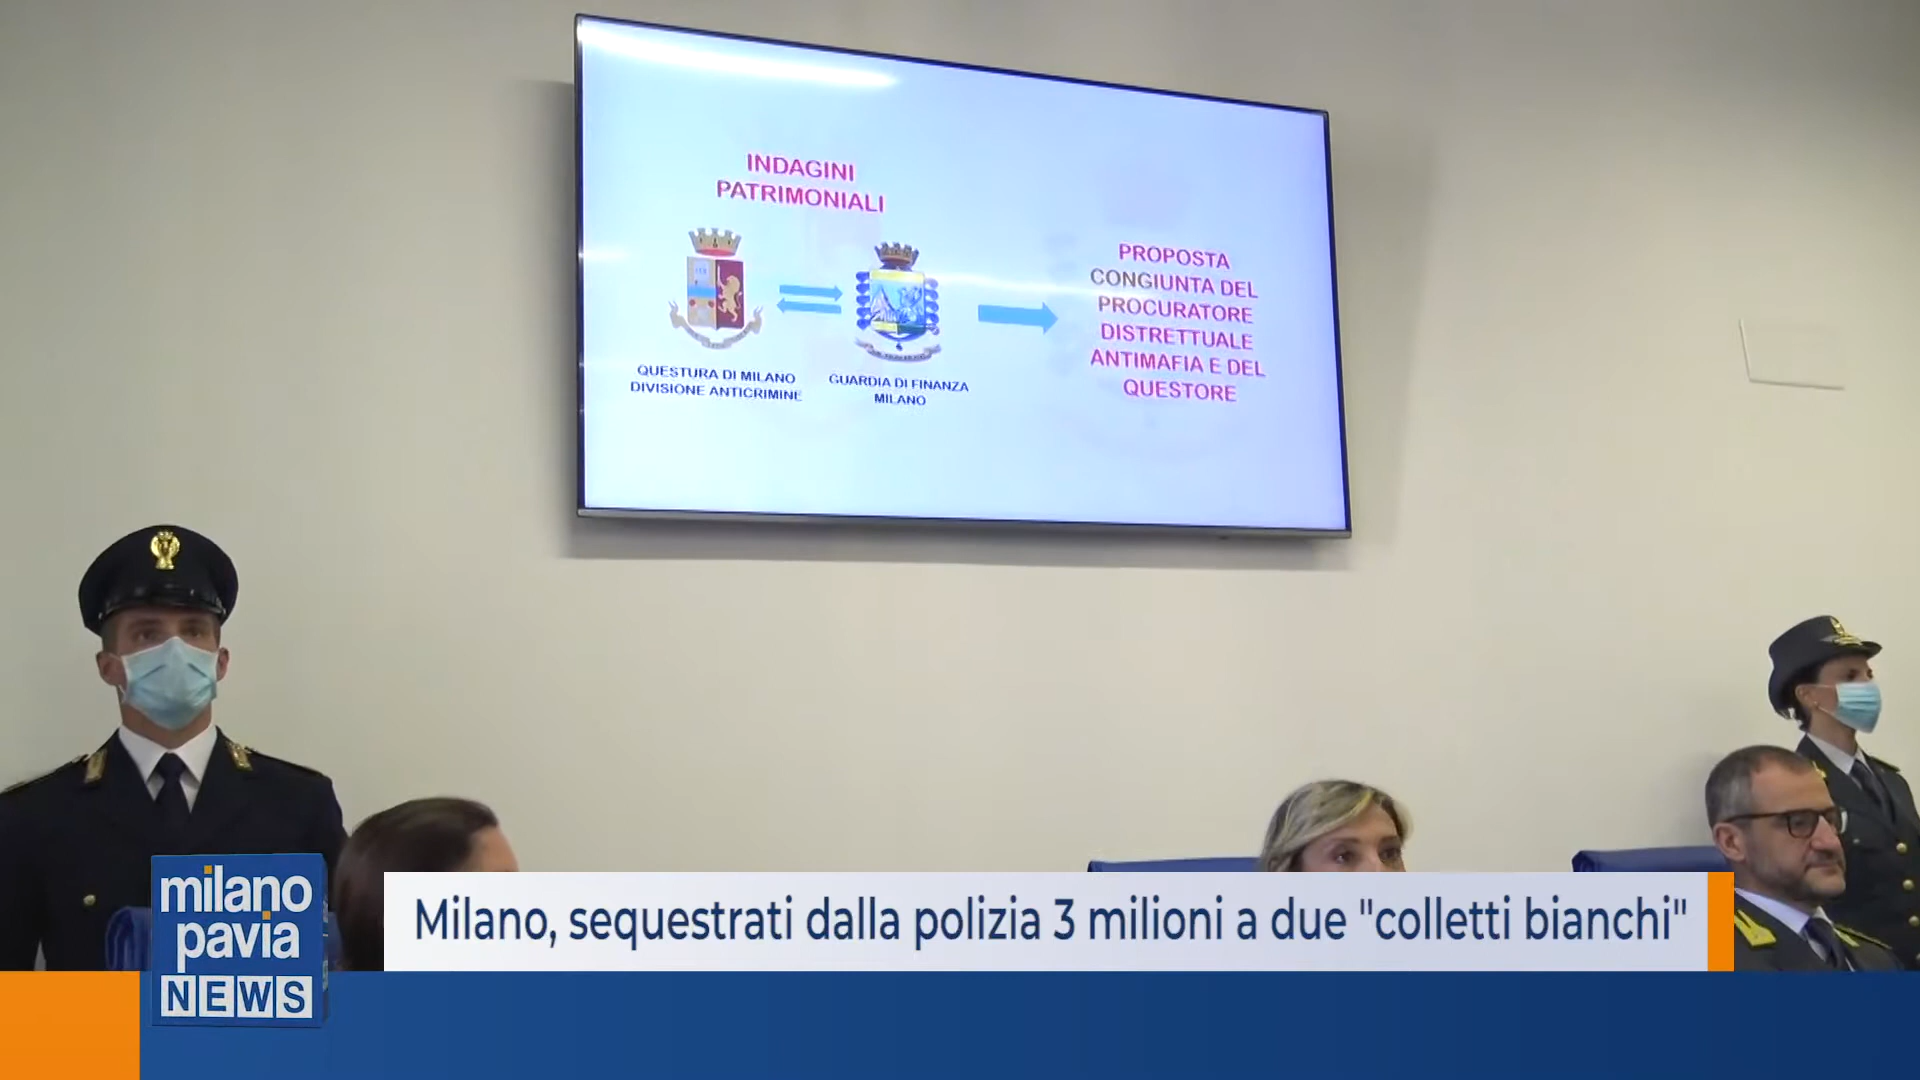 INDAGINI
PATRIMONIALI
QUESTURA DI MILANO
DIVISIONE ANTICRIMINE
GUARDIA DI FINANZA
MILANO
PROPOSTA
CONGIUNTA DEL
PROCURATORE
DISTRETTUALE
ANTIMAFIA E DEL
QUESTORE
milano
pavia
NEWS
Milano, sequestrati dalla polizia 3 milioni a due "colletti bianchi"